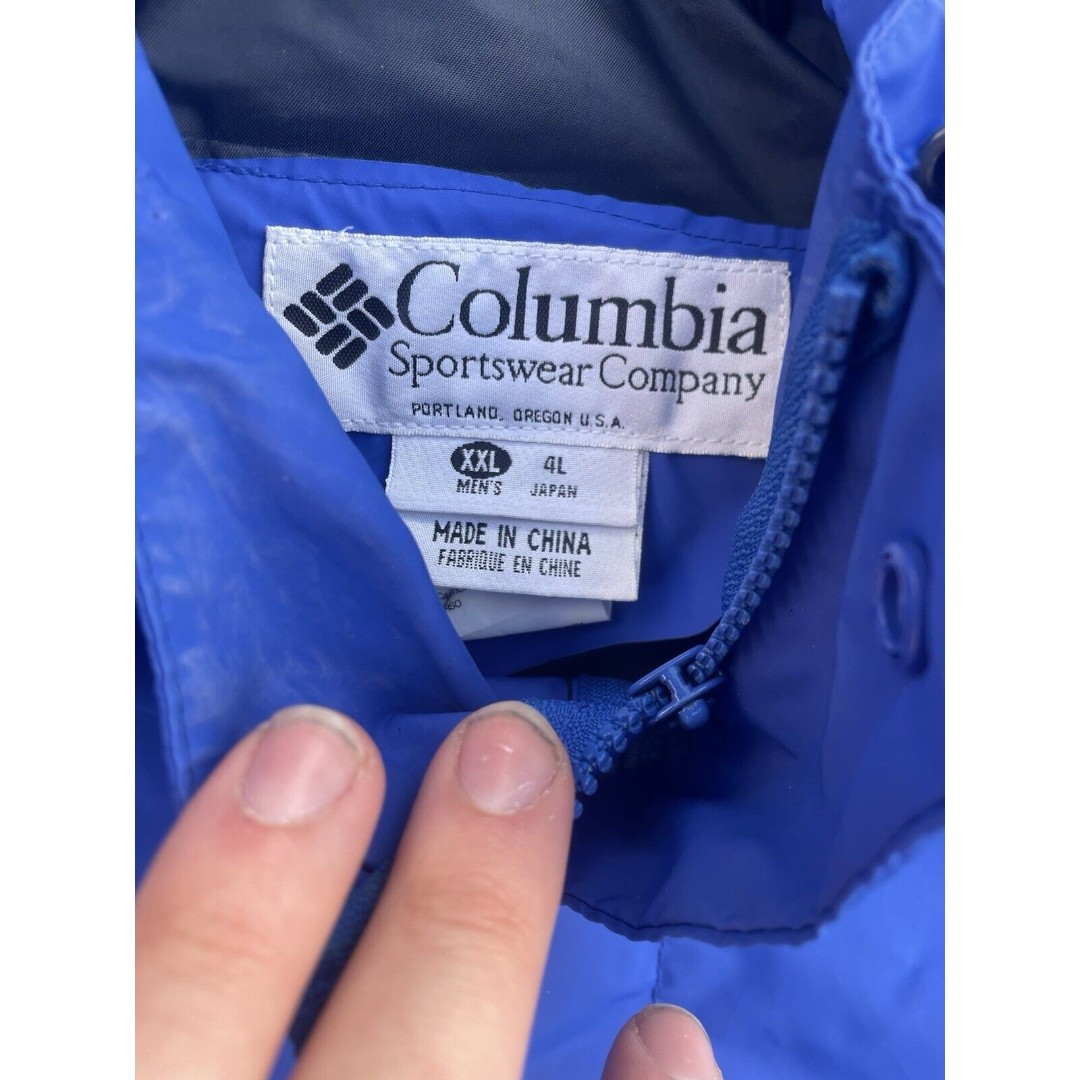 Columbia
Sportswear Company
PORTLAND, OREGON U.S.A.
XXL 4L
MEN'S JAPAN
MADE IN CHINA
FABRIQUE EN CHINE